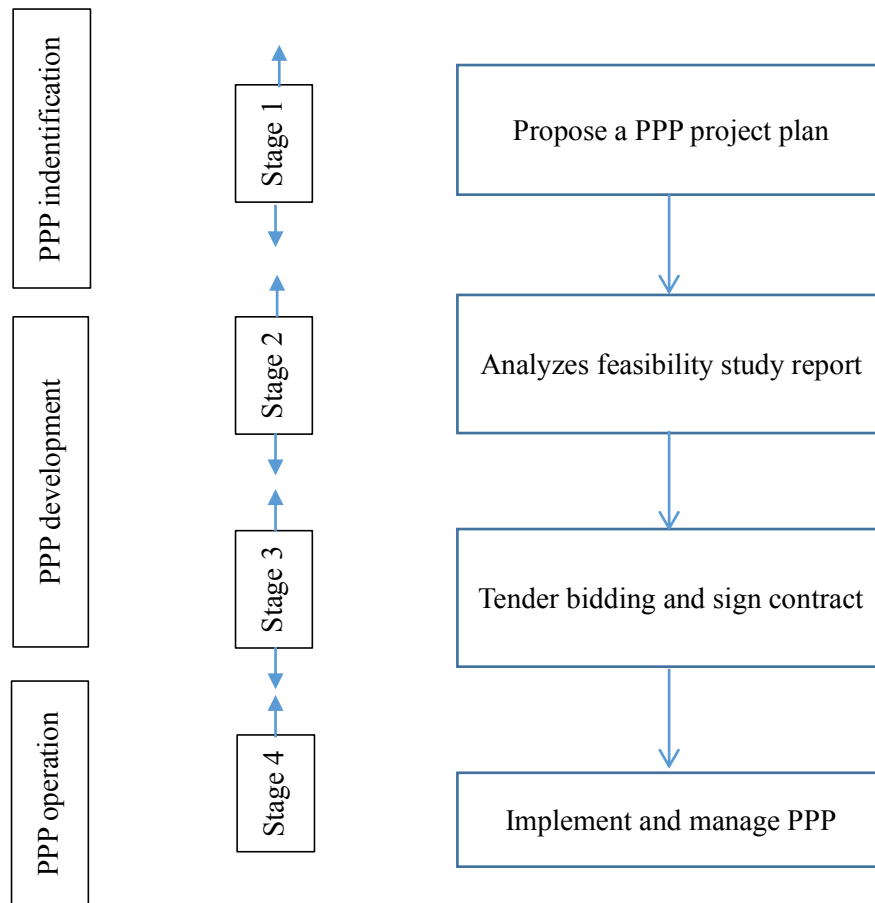 PPP indentification
Stage 1
Propose a PPP project plan
PPP development
Stage 2
Analyzes feasibility study report
Stage 3
Tender bidding and sign contract
PPP operation
Stage 4
Implement and manage PPP